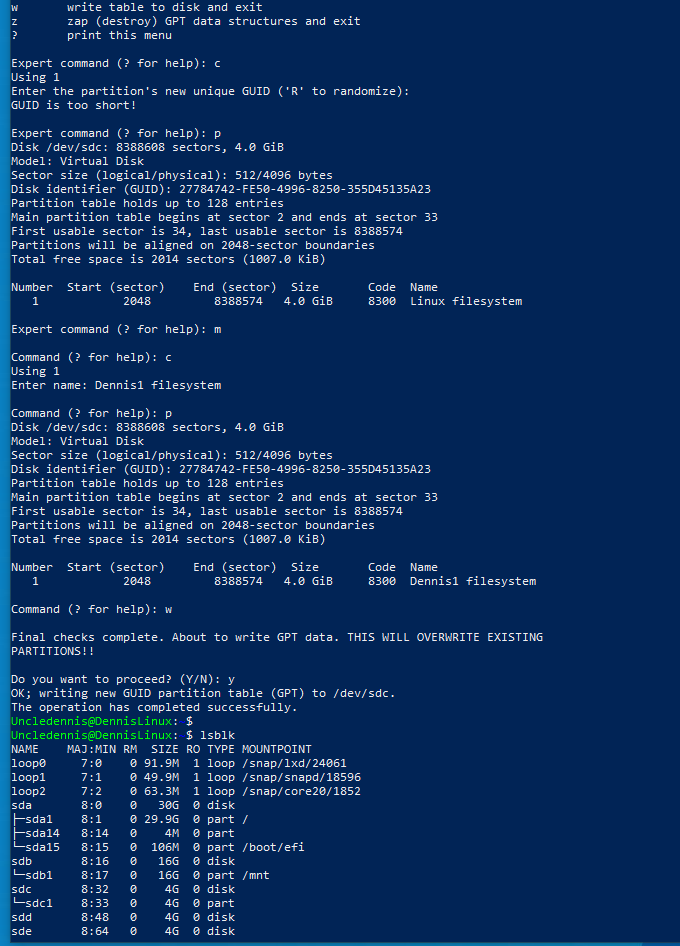 w       write table to disk and exit
z       zap (destroy) GPT data structures and exit
?       print this menu

Expert command (? for help): c
Using 1
Enter the partition's new unique GUID ('R' to randomize):
GUID is too short!

Expert command (? for help): p
Disk /dev/sdc: 8388608 sectors, 4.0 GiB
Model: Virtual Disk
Sector size (logical/physical): 512/4096 bytes
Disk identifier (GUID): 27784742-FE50-4996-8250-355D45135A23
Partition table holds up to 128 entries
Main partition table begins at sector 2 and ends at sector 33
First usable sector is 34, last usable sector is 8388574
Partitions will be aligned on 2048-sector boundaries
Total free space is 2014 sectors (1007.0 KiB)

Number  Start (sector)    End (sector)  Size       Code  Name
   1            2048         8388574   4.0 GiB     8300  Linux filesystem

Expert command (? for help): m

Command (? for help): c
Using 1
Enter name: Dennis1 filesystem

Command (? for help): p
Disk /dev/sdc: 8388608 sectors, 4.0 GiB
Model: Virtual Disk
Sector size (logical/physical): 512/4096 bytes
Disk identifier (GUID): 27784742-FE50-4996-8250-355D45135A23
Partition table holds up to 128 entries
Main partition table begins at sector 2 and ends at sector 33
First usable sector is 34, last usable sector is 8388574
Partitions will be aligned on 2048-sector boundaries
Total free space is 2014 sectors (1007.0 KiB)

Number  Start (sector)    End (sector)  Size       Code  Name
   1            2048         8388574   4.0 GiB     8300  Dennis1 filesystem

Command (? for help): w

Final checks complete. About to write GPT data. THIS WILL OVERWRITE EXISTING
PARTITIONS!!

Do you want to proceed? (Y/N): y
OK; writing new GUID partition table (GPT) to /dev/sdc.
The operation has completed successfully.
Uncledennis@DennisLinux: $
Uncledennis@DennisLinux: $ lsblk
NAME    MAJ:MIN RM  SIZE RO TYPE MOUNTPOINT
loop0     7:0    0 91.9M  1 loop /snap/lxd/24061
loop1     7:1    0 49.9M  1 loop /snap/snapd/18596
loop2     7:2    0 63.3M  1 loop /snap/core20/1852
sda       8:0    0   30G  0 disk
├─sda1    8:1    0 29.9G  0 part /
├─sda14   8:14   0    4M  0 part
└─sda15   8:15   0  106M  0 part /boot/efi
sdb       8:16   0   16G  0 disk
└─sdb1    8:17   0   16G  0 part /mnt
sdc       8:32   0    4G  0 disk
└─sdc1    8:33   0    4G  0 part
sdd       8:48   0    4G  0 disk
sde       8:64   0    4G  0 disk